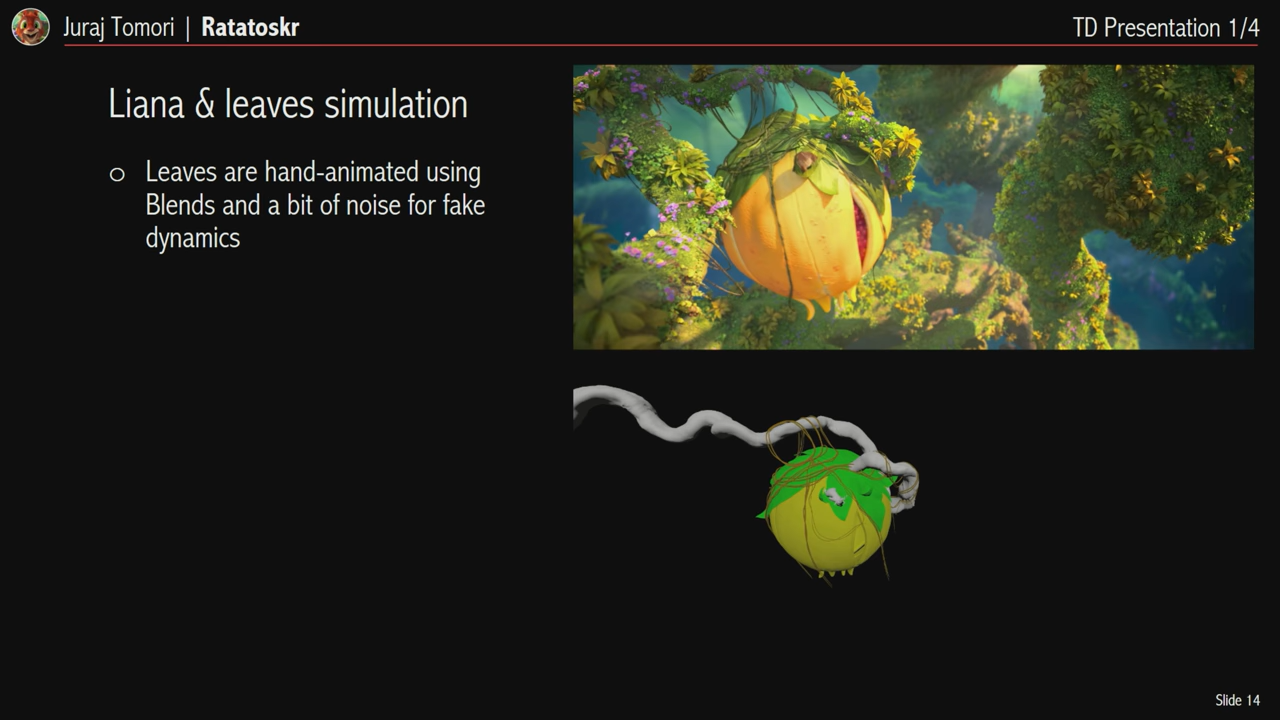 Juraj Tomori | Ratatoskr
TD Presentation 1/4
Liana & leaves simulation
o Leaves are hand-animated using
Blends and a bit of noise for fake
dynamics
Slide 14